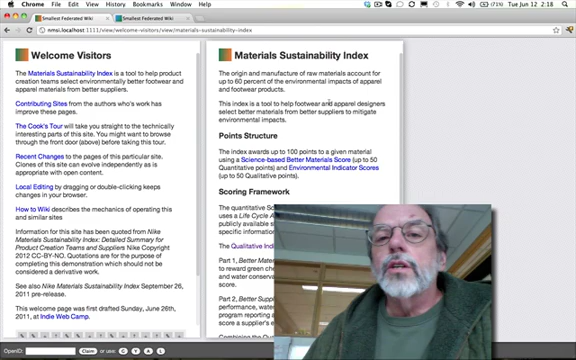 Chrome File Edit View History Bookmarks Window Help
(71%) Tue Jun 12 2:18
Smallest Federated Wiki
Smallest Federated Wiki
nmsi.localhost:1111/view/welcome-visitors/view/materials-sustainability-index
Welcome Visitors
The Materials Sustainability Index is a tool to help product
creation teams select environmentally better footwear and
apparel materials from better suppliers.
Contributing Sites from the authors who's work has
improve these pages.
The Cook's Tour will take you straight to the technically
interesting parts of this site. You might want to browse
through the front door (above) before taking this tour.
Recent Changes to the pages of this particular site.
Clones of this site can evolve independently as is
appropriate with open content.
Local Editing by dragging or double-clicking keeps
changes in your browser.
How to Wiki describes the mechanics of operating this
and similar sites
Information for this site has been quoted from Nike
Materials Sustainability Index: Detailed Summary for
Product Creation Teams and Suppliers Nike Copyright
2012 CC-BY-NO. Quotations are for the purpose of
completing this demonstration which should not be
considered a derivative work.
See also Nike Materials Sustainability Index September 26,
2011 pre-release.
This welcome page was first drafted Sunday, June 26th,
2011, at Indie Web Camp.
Materials Sustainability Index
The origin and manufacture of raw materials account for
up to 60 percent of the environmental impacts of apparel
and footwear products.
This index is a tool to help footwear and apparel designers
select better materials from better suppliers to mitigate
environmental impacts.
Points Structure
The index awards up to 100 points to a given material
using a Science-based Better Materials Score (up to 50
Quantitative points) and Environmental Indicator Scores
(up to 50 Qualitative points).
Scoring Framework
The quantitative Sc
uses a Life Cycle A
publicly available s
specific information
The Qualitative Indi
Part 1, Better Mate
to reward green che
and water conserva
score.
Part 2, Better Supp
performance, water
program reporting a
score a supplier's e
Combining the Qua
OpenID: Claim or use: G Y A L